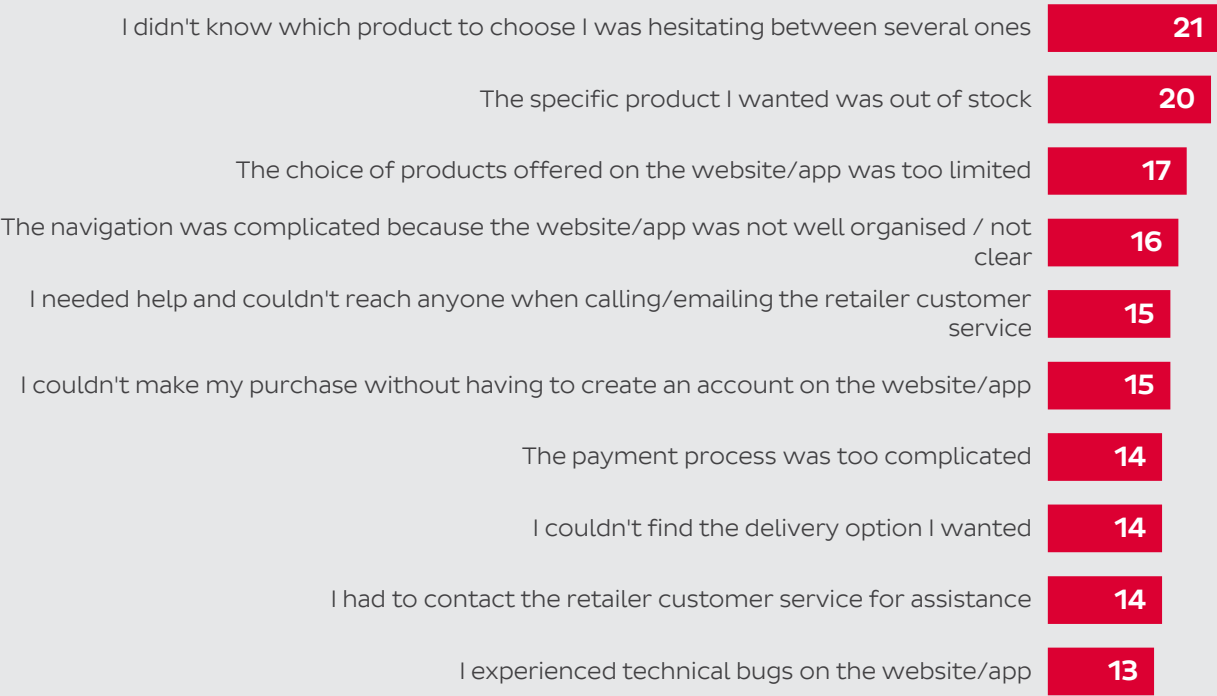 I didn't know which product to choose I was hesitating between several ones 21
The specific product I wanted was out of stock 20
The choice of products offered on the website/app was too limited 17
The navigation was complicated because the website/app was not well organised / not
clear 16
I needed help and couldn't reach anyone when calling/emailing the retailer customer
service 15
I couldn't make my purchase without having to create an account on the website/app 15
The payment process was too complicated 14
I couldn't find the delivery option I wanted 14
I had to contact the retailer customer service for assistance 14
I experienced technical bugs on the website/app 13